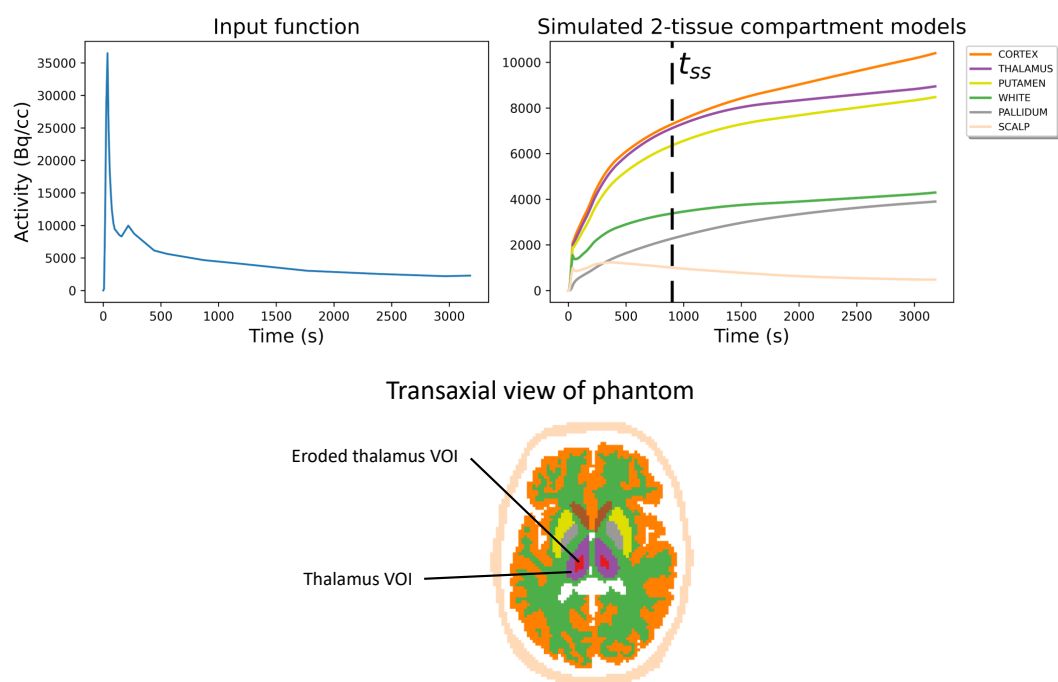 Input function
Activity (Bq/cc)
35000
30000
25000
20000
15000
10000
5000
0
0 500 1000 1500 2000 2500 3000
Time (s)
Simulated 2-tissue compartment models
t_SS
10000
8000
6000
4000
2000
0
0 500 1000 1500 2000 2500 3000
Time (s)
CORTEX
THALAMUS
PUTAMEN
WHITE
PALLIDUM
SCALP
Transaxial view of phantom
Eroded thalamus VOI
Thalamus VOI